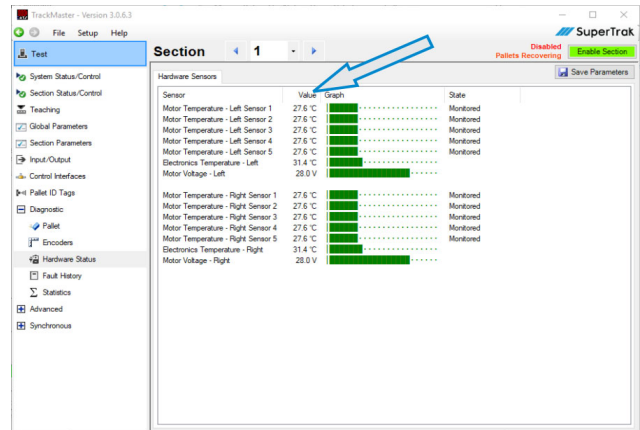 TrackMaster - Version 3.0.6.3
File Setup Help
SuperTrak
Test
Section 1
Disabled
Pallets Recovering
Enable Section
System Status/Control
Section Status/Control
Teaching
Global Parameters
Section Parameters
Input/Output
Control Interfaces
Pallet ID Tags
Diagnostic
Pallet
Encoders
Hardware Status
Fault History
Statistics
Advanced
Synchronous
Hardware Sensors
Save Parameters
Sensor Value Graph State
Motor Temperature - Left Sensor 1 27.6 °C Monitored
Motor Temperature - Left Sensor 2 27.6 °C Monitored
Motor Temperature - Left Sensor 3 27.6 °C Monitored
Motor Temperature - Left Sensor 4 27.6 °C Monitored
Motor Temperature - Left Sensor 5 27.6 °C Monitored
Electronics Temperature - Left 31.4 °C
Motor Voltage - Left 28.0 V
Motor Temperature - Right Sensor 1 27.6 °C Monitored
Motor Temperature - Right Sensor 2 27.6 °C Monitored
Motor Temperature - Right Sensor 3 27.6 °C Monitored
Motor Temperature - Right Sensor 4 27.6 °C Monitored
Motor Temperature - Right Sensor 5 27.6 °C Monitored
Electronics Temperature - Right 31.4 °C
Motor Voltage - Right 28.0 V